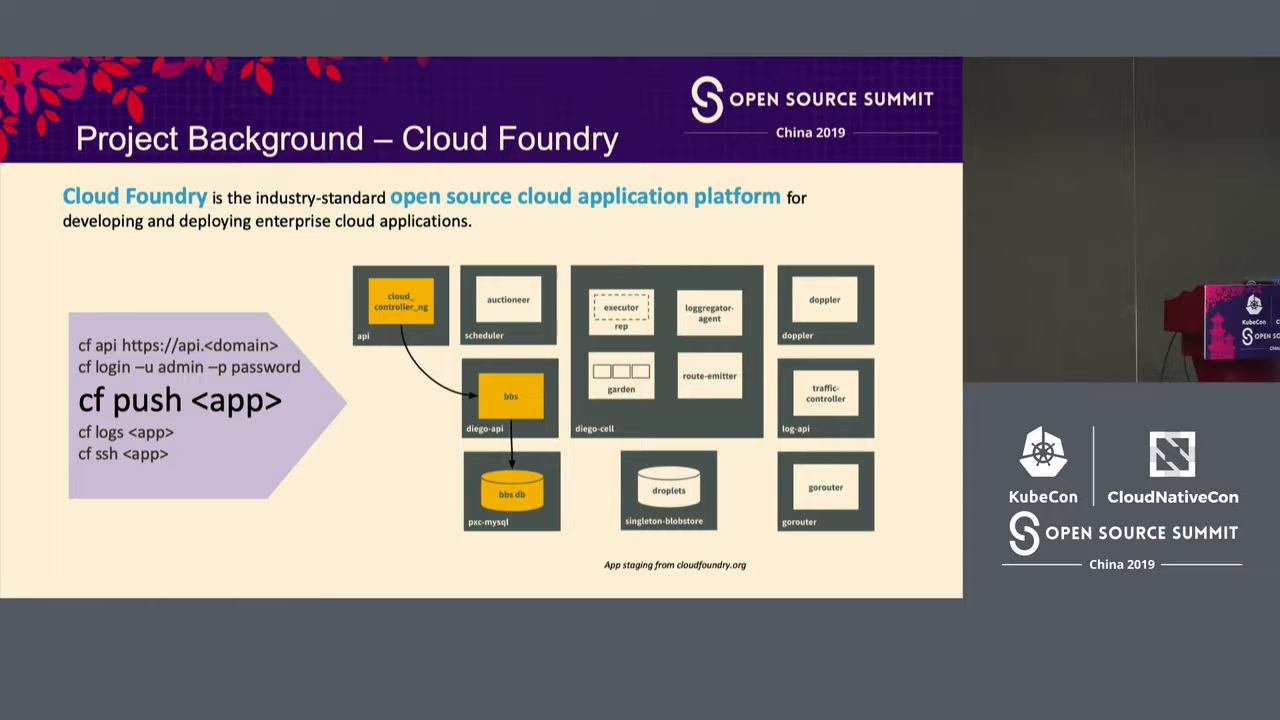 Project Background – Cloud Foundry
OPEN SOURCE SUMMIT
China 2019
Cloud Foundry is the industry-standard open source cloud application platform for
developing and deploying enterprise cloud applications.
cf api https://api.<domain>
cf login –u admin –p password
cf push <app>
cf logs <app>
cf ssh <app>
cloud_
controller_ng
api
auctioneer
scheduler
executor
rep
loggregator-
agent
garden
route-emitter
diego-cell
doppler
doppler
bbs
diego-api
traffic-
controller
log-api
bbs db
pxc-mysql
droplets
singleton-blobstore
gorouter
gorouter
App staging from cloudfoundry.org
KubeCon
KubeCon
CloudNativeCon
OPEN SOURCE SUMMIT
China 2019